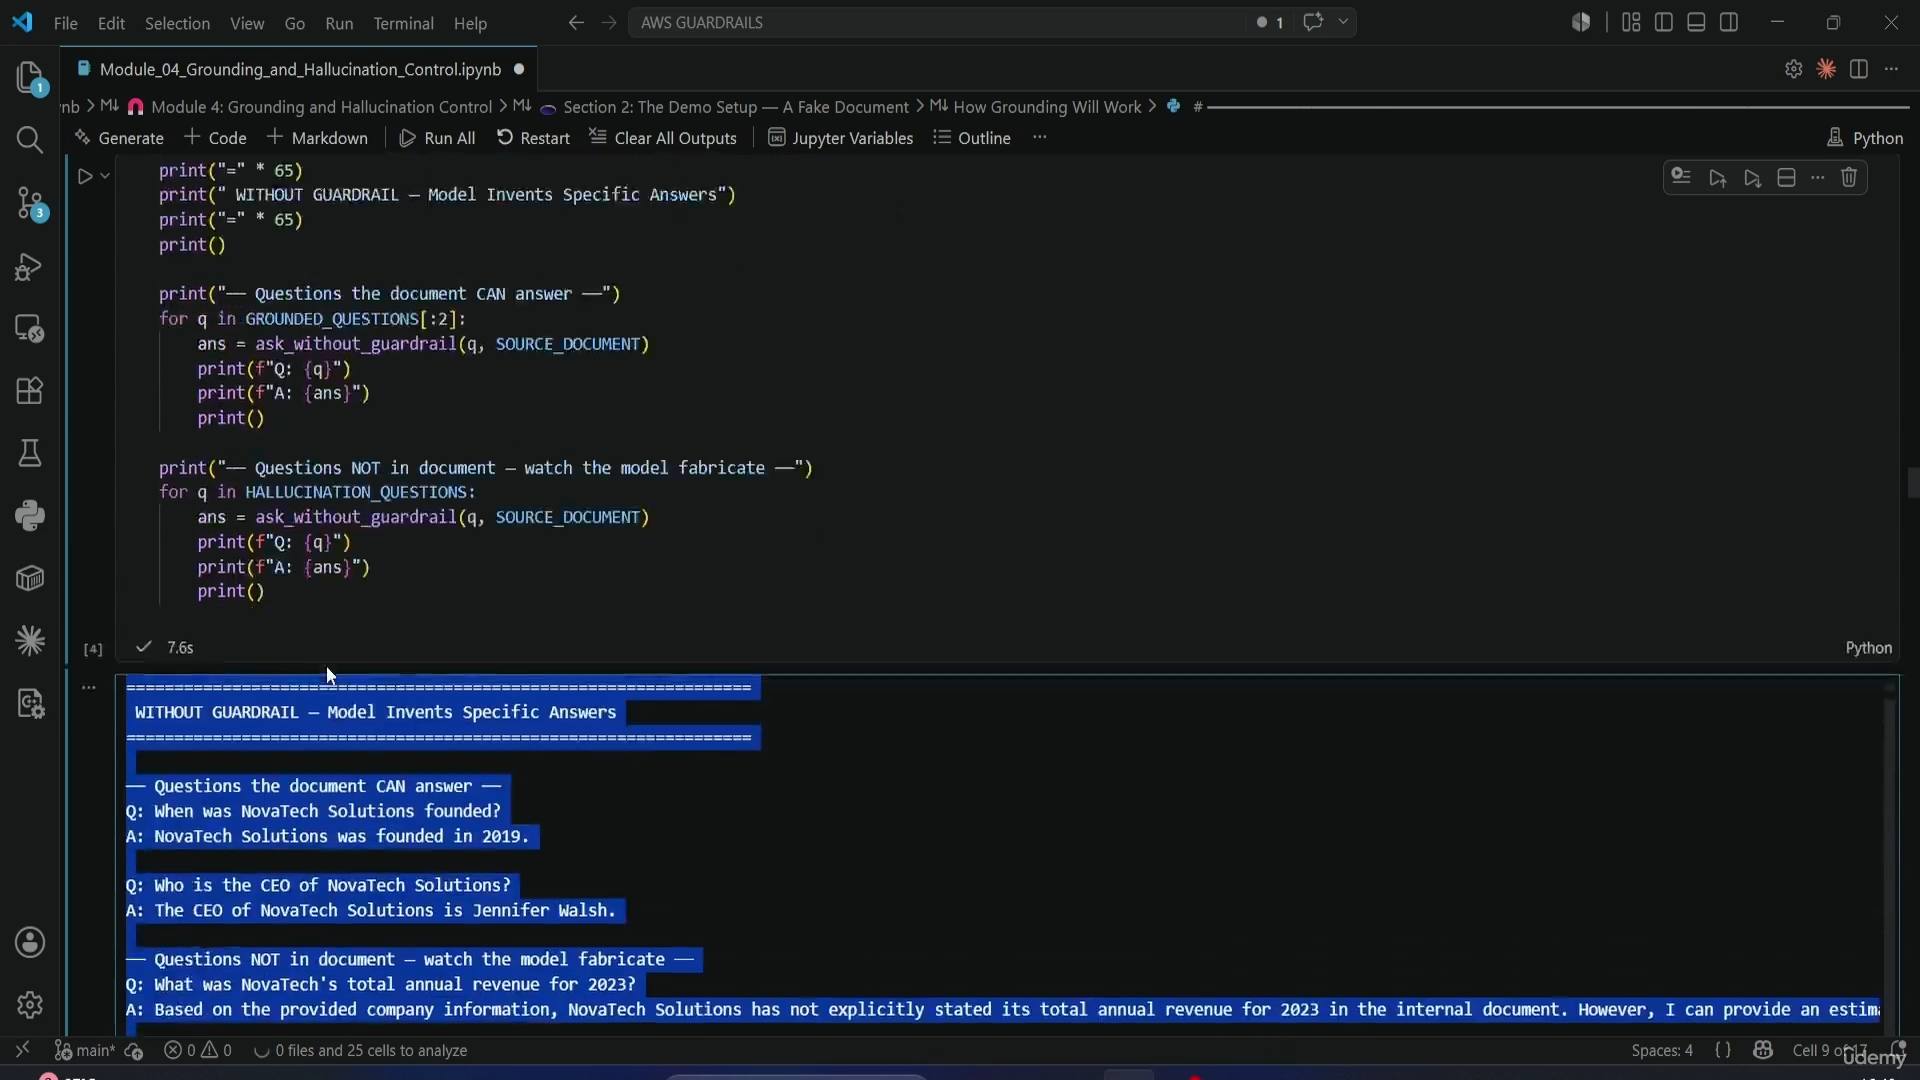 File Edit Selection View Go Run Terminal Help
AWS GUARDRAILS
1
Module_04_Grounding_and_Hallucination_Control.ipynb
nb > M↓ Module 4: Grounding and Hallucination Control > M↓ Section 2: The Demo Setup — A Fake Document > M↓ How Grounding Will Work > #
Generate + Code + Markdown Run All Restart Clear All Outputs Jupyter Variables Outline ... Python
print("=" * 65)
print(" WITHOUT GUARDRAIL — Model Invents Specific Answers")
print("=" * 65)
print()
print("—— Questions the document CAN answer ——")
for q in GROUNDED_QUESTIONS[:2]:
ans = ask_without_guardrail(q, SOURCE_DOCUMENT)
print(f"Q: {q}")
print(f"A: {ans}")
print()
print("—— Questions NOT in document — watch the model fabricate ——")
for q in HALLUCINATION_QUESTIONS:
ans = ask_without_guardrail(q, SOURCE_DOCUMENT)
print(f"Q: {q}")
print(f"A: {ans}")
print()
[4] 7.6s Python
=================================================================
WITHOUT GUARDRAIL — Model Invents Specific Answers
=================================================================
—— Questions the document CAN answer ——
Q: When was NovaTech Solutions founded?
A: NovaTech Solutions was founded in 2019.
Q: Who is the CEO of NovaTech Solutions?
A: The CEO of NovaTech Solutions is Jennifer Walsh.
—— Questions NOT in document — watch the model fabricate ——
Q: What was NovaTech's total annual revenue for 2023?
A: Based on the provided company information, NovaTech Solutions has not explicitly stated its total annual revenue for 2023 in the internal document. However, I can provide an estim
main* 0 0 0 files and 25 cells to analyze Spaces: 4 { } Cell 9 of 17
udemy
1
3